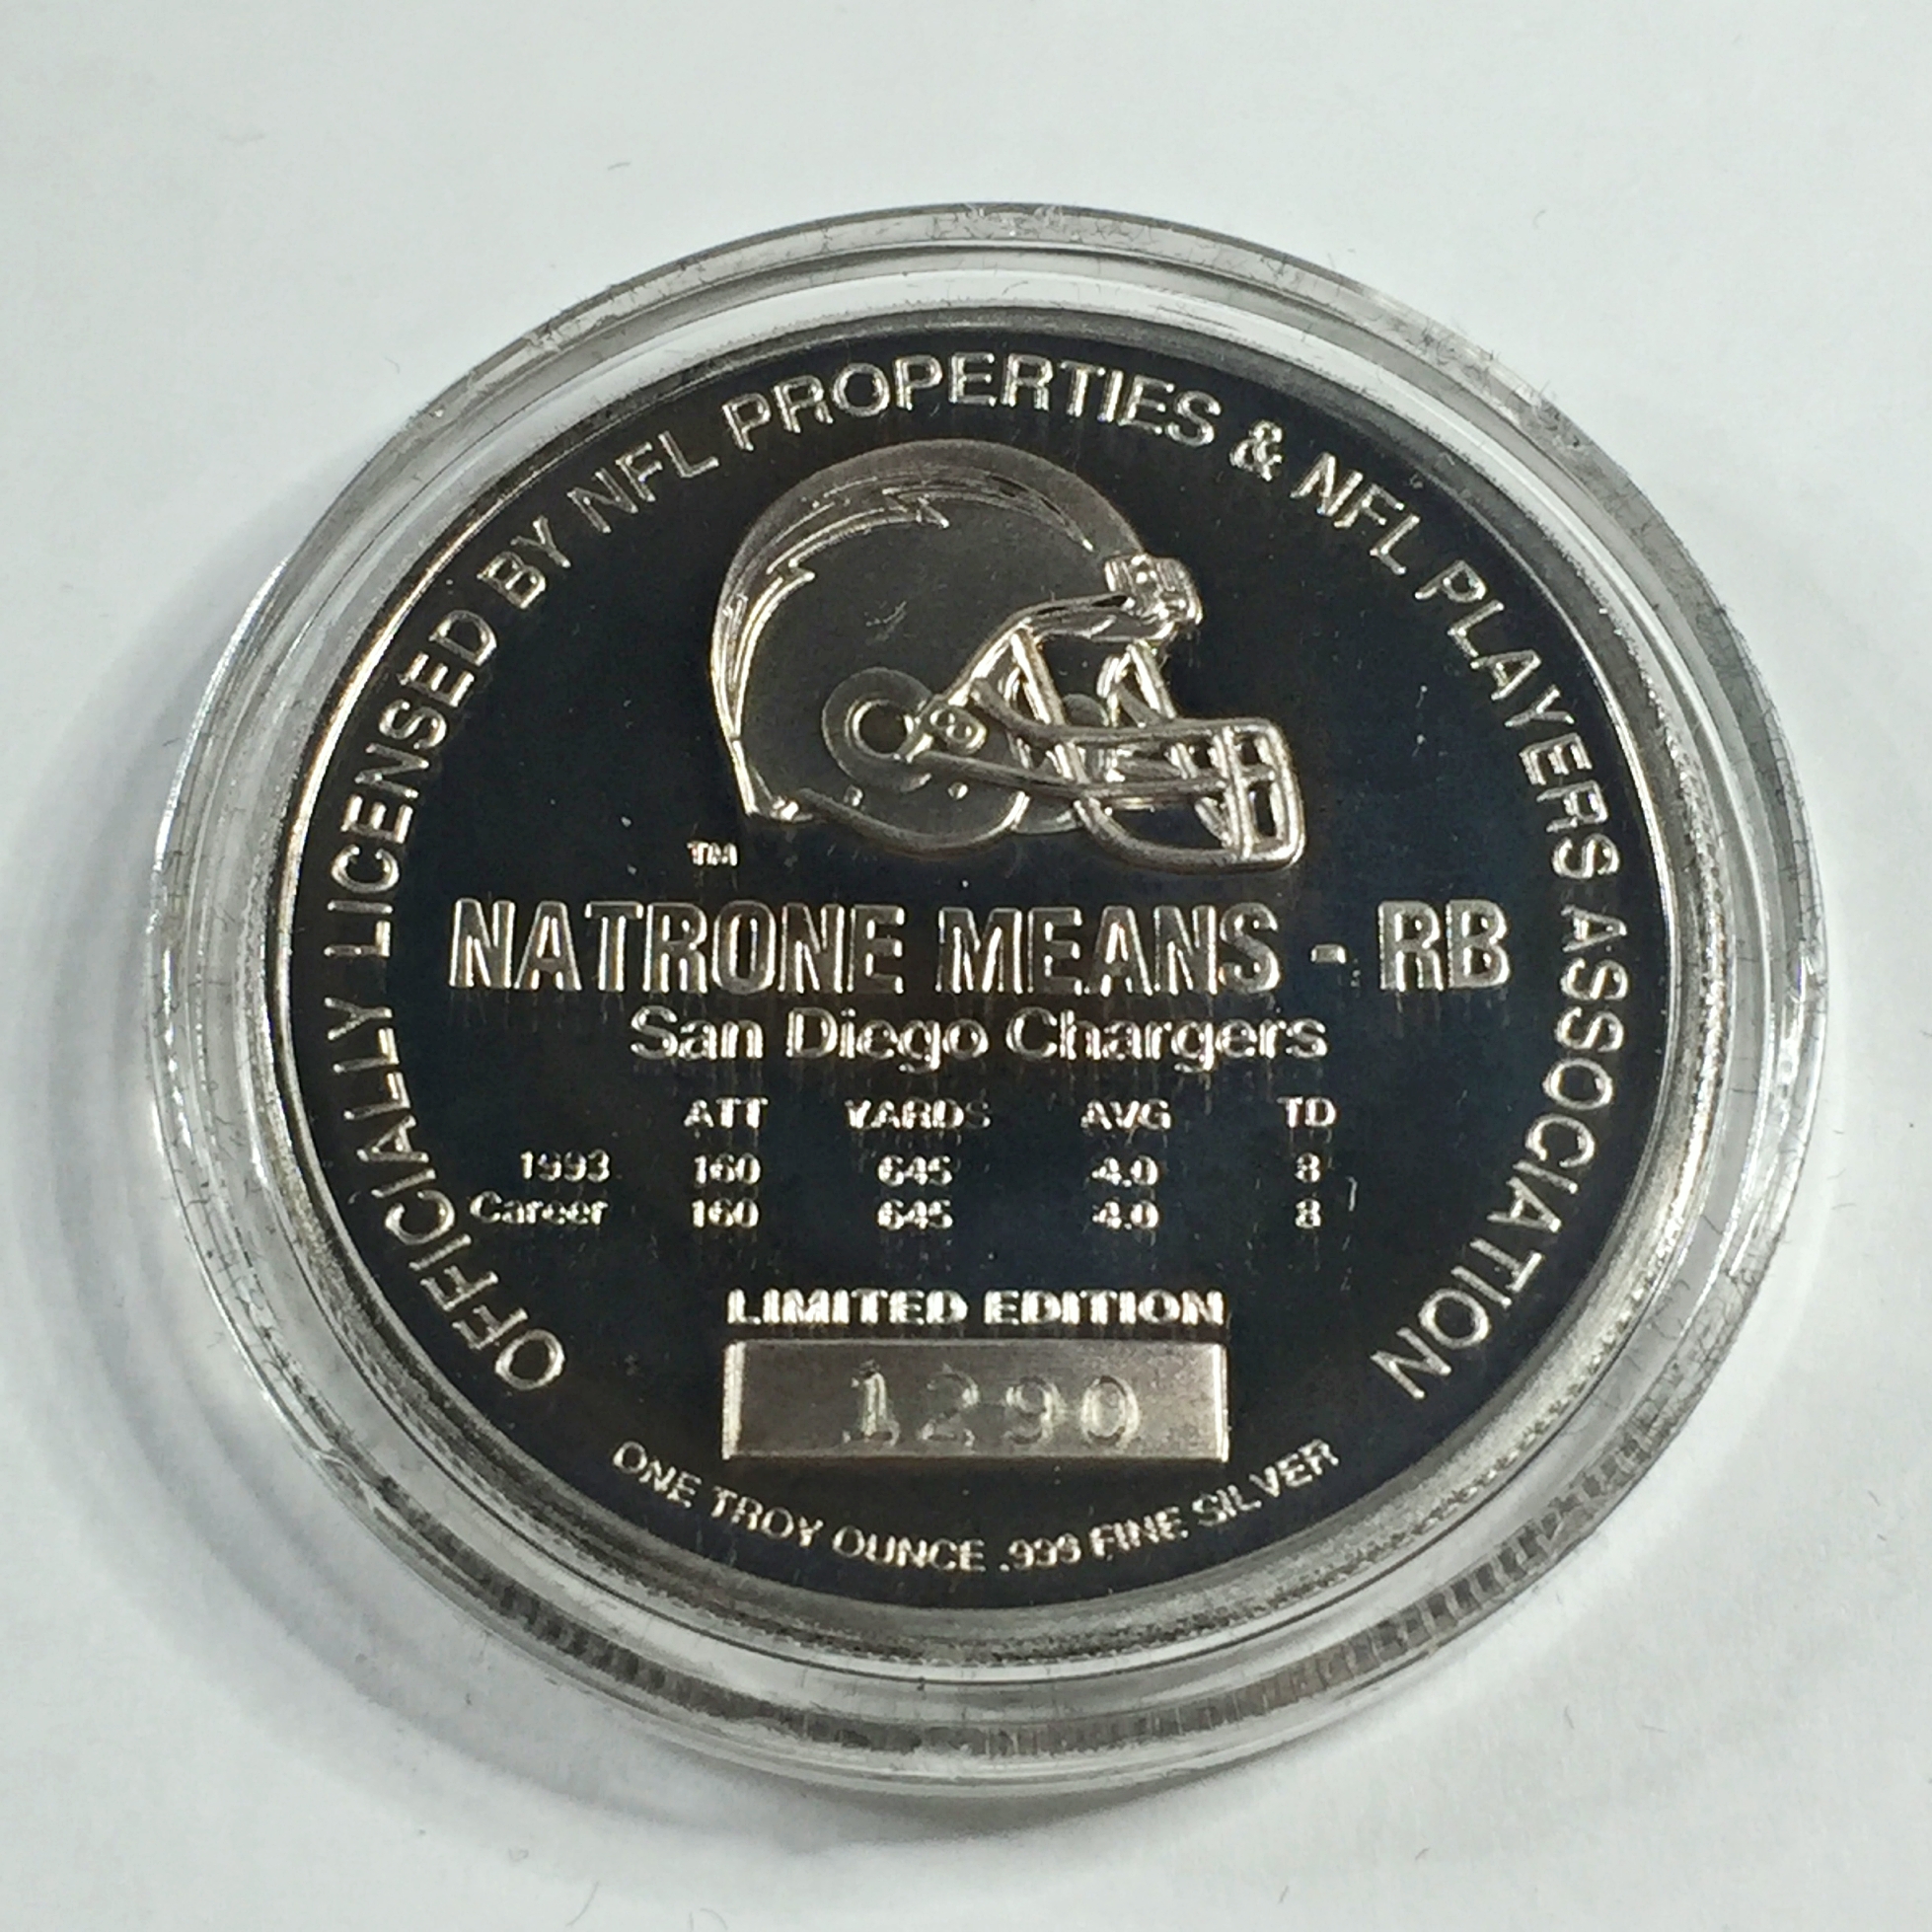 OFFICIALLY LICENSED BY NFL PROPERTIES & NFL PLAYERS ASSOCIATION
TM
NATRONE MEANS - RB
San Diego Chargers
ATT YARDS AVG TD
1993 160 645 4.0 8
Career 160 645 4.0 8
LIMITED EDITION
1290
ONE TROY OUNCE .999 FINE SILVER